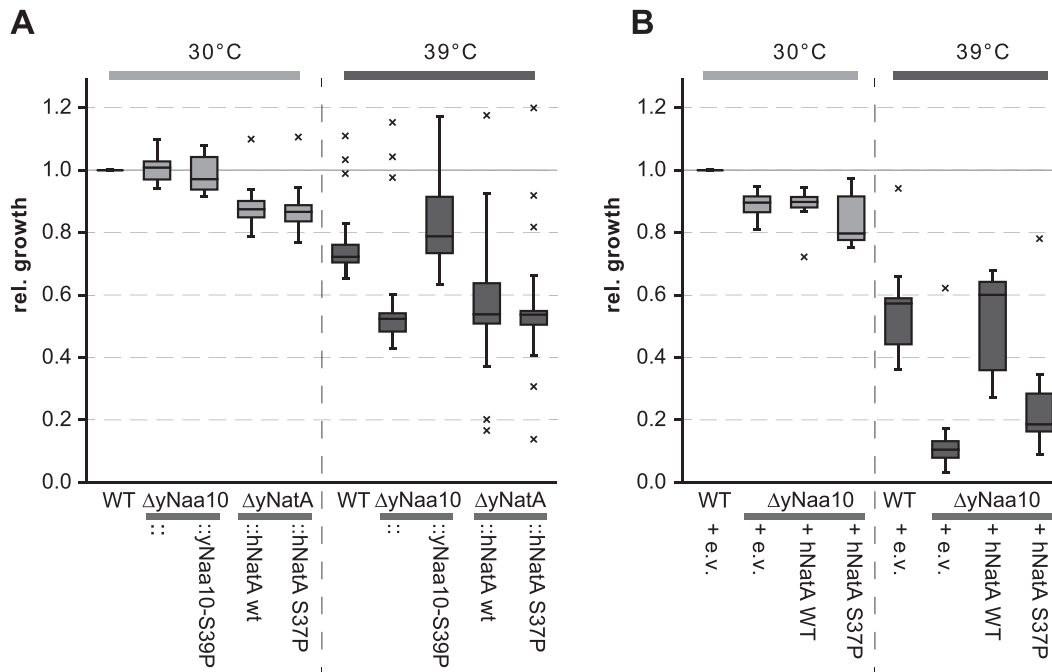 A
30°C
39°C
rel. growth
1.2
1.0
0.8
0.6
0.4
0.2
0.0
WT
ΔyNaa10
ΔyNatA
WT
ΔyNaa10
ΔyNatA
::
::yNaa10-S39P
::hNatA wt
::hNatA S37P
::
::yNaa10-S39P
::hNatA wt
::hNatA S37P
B
30°C
39°C
rel. growth
1.2
1.0
0.8
0.6
0.4
0.2
0.0
WT
ΔyNaa10
WT
ΔyNaa10
+ e.v.
+ e.v.
+ hNatA WT
+ hNatA S37P
+ e.v.
+ e.v.
+ hNatA WT
+ hNatA S37P